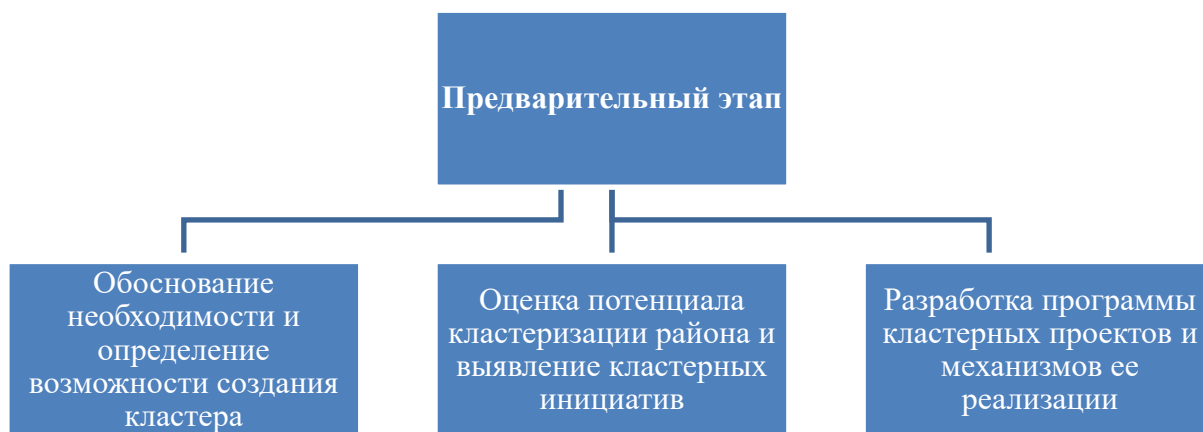 Предварительный этап
Обоснование
необходимости и
определение
возможности создания
кластера
Оценка потенциала
кластеризации района и
выявление кластерных
инициатив
Разработка программы
кластерных проектов и
механизмов ее
реализации